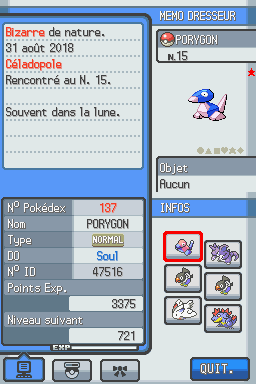 MEMO DRESSEUR
Bizarre de nature.
31 août 2018
Céladopole
Rencontré au N. 15.
Souvent dans la lune.
PORYGON
N.15
Objet
Aucun
N° Pokédex 137
Nom PORYGON
Type NORMAL
DO Soul
N° ID 47516
Points Exp.
3375
Niveau suivant
721
EXP
INFOS
QUIT.